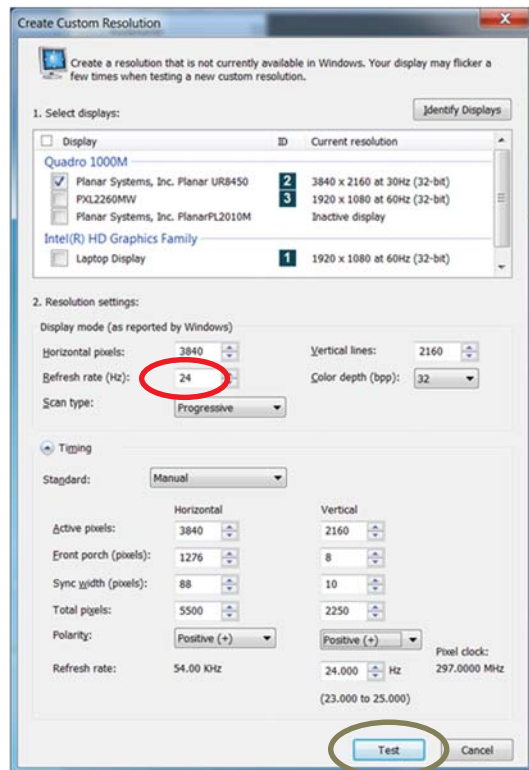 Create Custom Resolution
Create a resolution that is not currently available in Windows. Your display may flicker a
few times when testing a new custom resolution.
1. Select displays:
Identify Displays
Display ID Current resolution
Quadro 1000M
Planar Systems, Inc. Planar UR8450 2 3840 x 2160 at 30Hz (32-bit)
PXL2260MW 3 1920 x 1080 at 60Hz (32-bit)
Planar Systems, Inc. PlanarPL2010M Inactive display
Intel(R) HD Graphics Family
Laptop Display 1 1920 x 1080 at 60Hz (32-bit)
2. Resolution settings:
Display mode (as reported by Windows)
Horizontal pixels: 3840 Vertical lines: 2160
Refresh rate (Hz): 24 Color depth (bpp): 32
Scan type: Progressive
Timing
Standard: Manual
Horizontal Vertical
Active pixels: 3840 2160
Front porch (pixels): 1276 8
Sync width (pixels): 88 10
Total pixels: 5500 2250
Polarity: Positive (+) Positive (+)
Pixel clock:
Refresh rate: 54.00 KHz 24.000 Hz 297.0000 MHz
(23.000 to 25.000)
Test Cancel